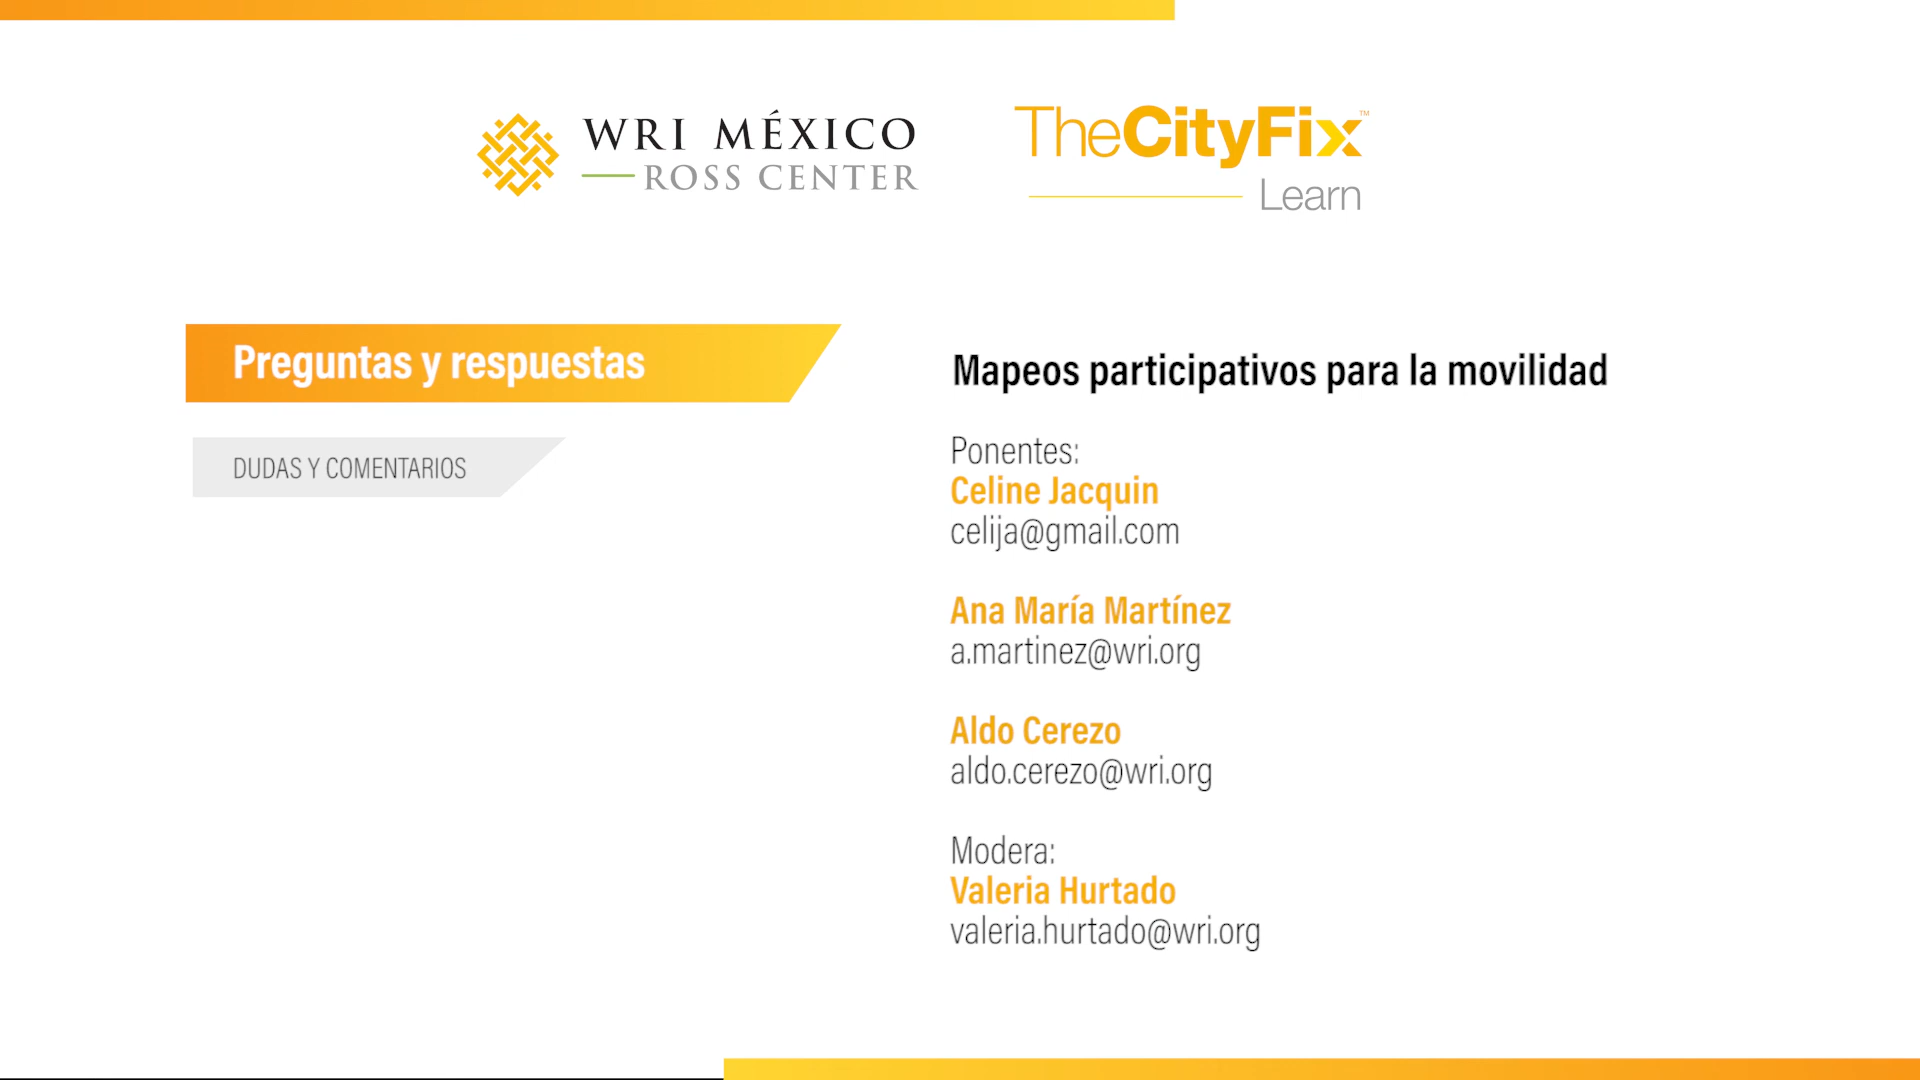 WRI MÉXICO
ROSS CENTER
TheCityFix™
Learn
Preguntas y respuestas
DUDAS Y COMENTARIOS
Mapeos participativos para la movilidad
Ponentes:
Celine Jacquin
celija@gmail.com
Ana María Martínez
a.martinez@wri.org
Aldo Cerezo
aldo.cerezo@wri.org
Modera:
Valeria Hurtado
valeria.hurtado@wri.org